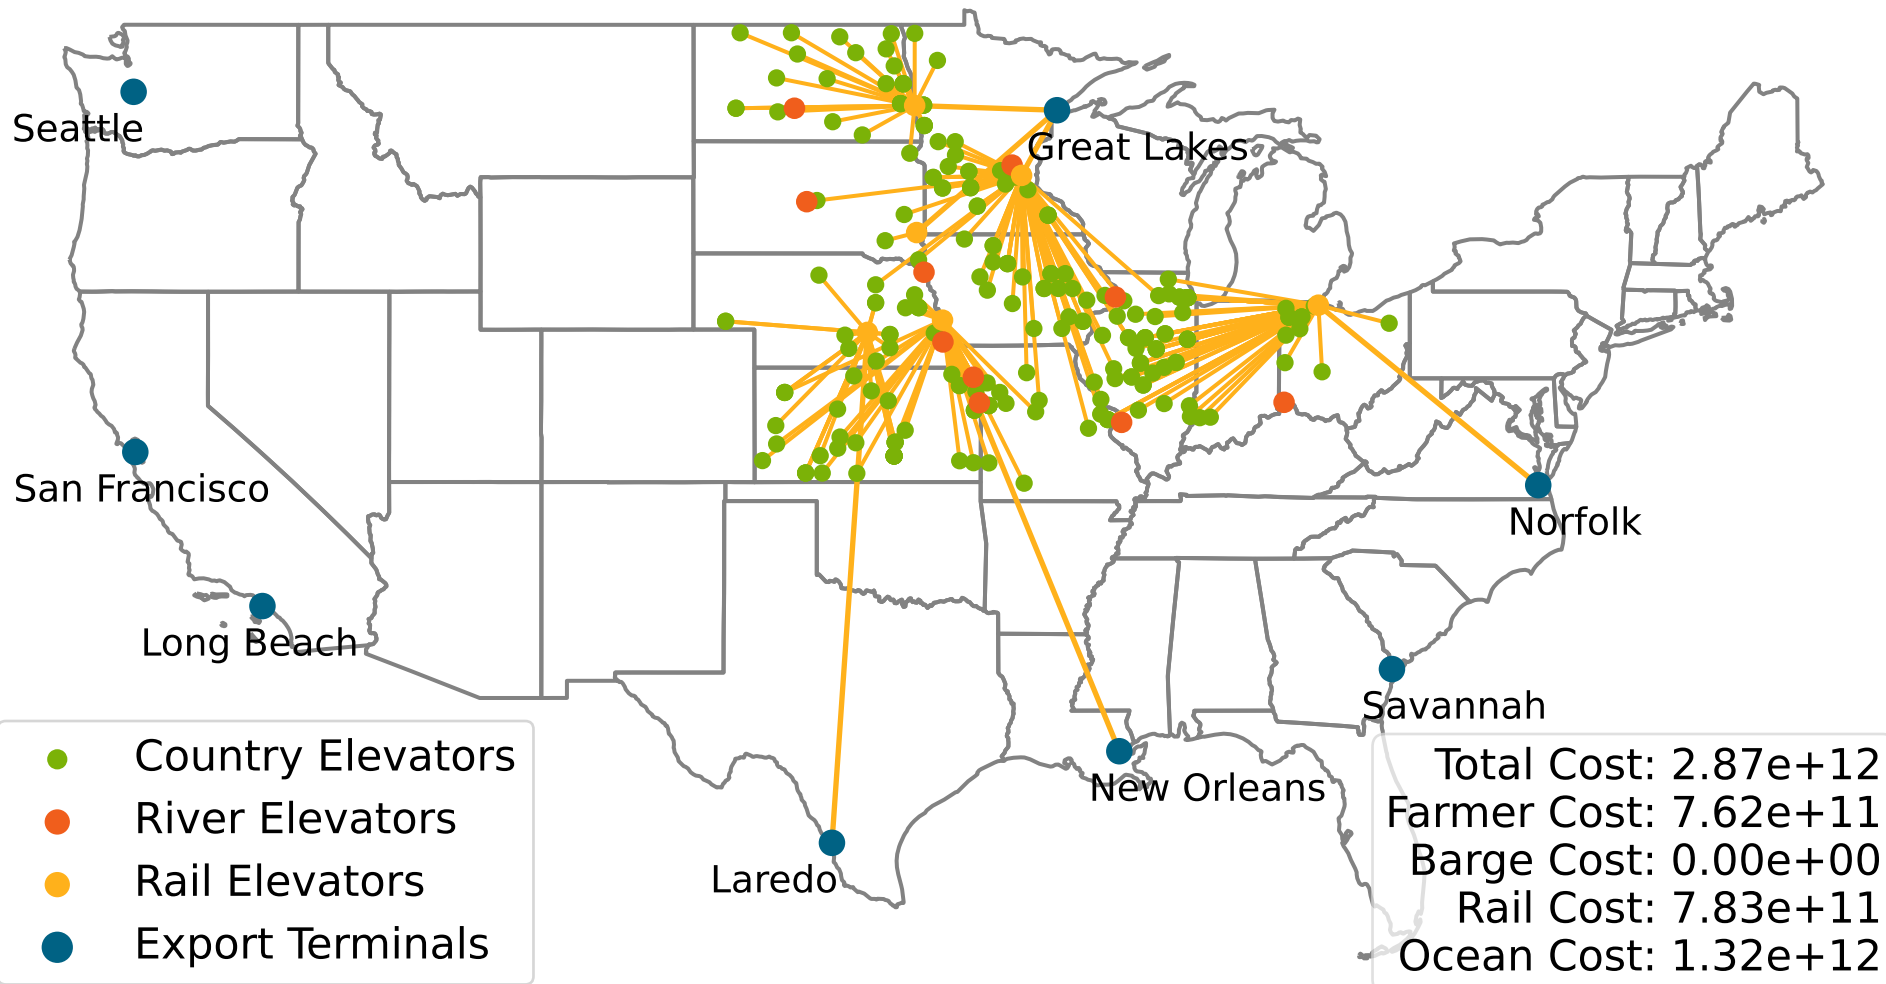 Seattle
Great Lakes
San Francisco
Norfolk
Long Beach
Savannah
New Orleans
Laredo
Country Elevators
River Elevators
Rail Elevators
Export Terminals
Total Cost: 2.87e+12
Farmer Cost: 7.62e+11
Barge Cost: 0.00e+00
Rail Cost: 7.83e+11
Ocean Cost: 1.32e+12